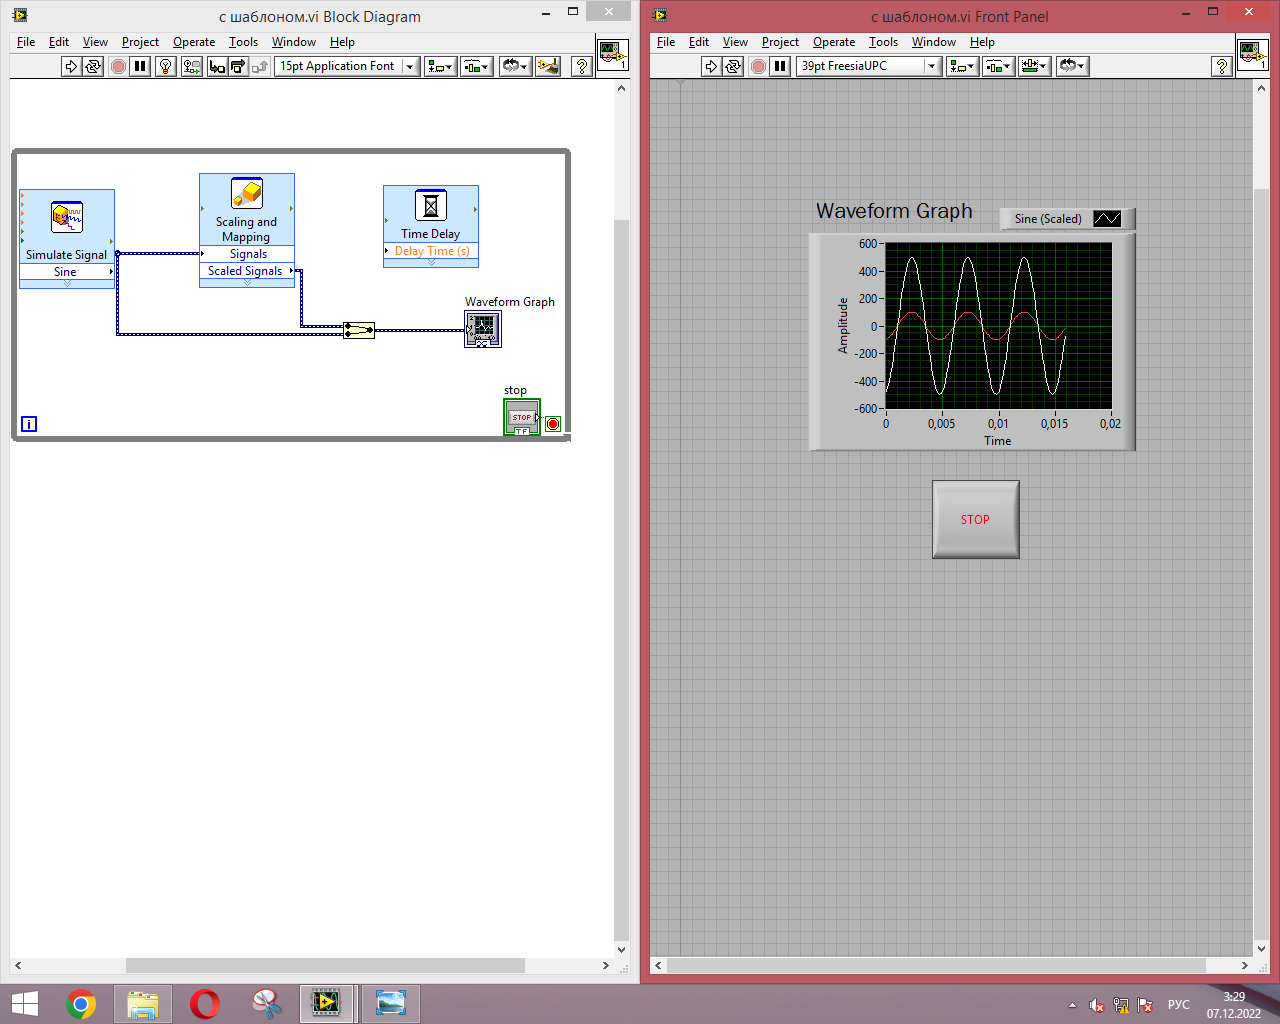 с шаблоном.vi Block Diagram
File Edit View Project Operate Tools Window Help
15pt Application Font
1
Simulate Signal
Sine
Scaling and
Mapping
Signals
Scaled Signals
Time Delay
Delay Time (s)
Waveform Graph
stop
STOP
TF
i
с шаблоном.vi Front Panel
File Edit View Project Operate Tools Window Help
39pt FreesiaUPC
1
Waveform Graph
Sine (Scaled)
Amplitude
600
400
200
0
-200
-400
-600
0 0,005 0,01 0,015 0,02
Time
STOP
РУС
3:29
07.12.2022